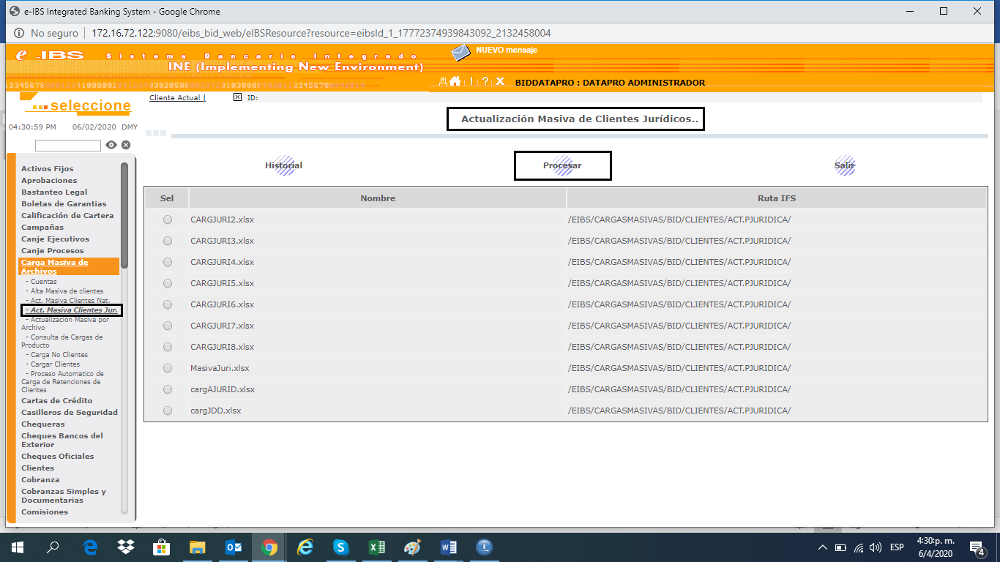 e-IBS Integrated Banking System - Google Chrome
No seguro 172.16.72.122:9080/eibs_bid_web/eIBSResource?resource=eibsId_1_17772374939843092_2132458004
e -IBS Sistema Bancario Integrado
INE (Implementing New Environment)
NUEVO mensaje
! ? X BIDDATAPRO : DATAPRO ADMINISTRADOR
seleccione
04:30:59 PM 06/02/2020 DMY
Cliente Actual | ID:
Actualización Masiva de Clientes Jurídicos..
Historial Procesar Salir
Activos Fijos
Aprobaciones
Bastanteo Legal
Boletas de Garantias
Calificación de Cartera
Campañas
Canje Ejecutivos
Canje Procesos
Carga Masiva de
Archivos
- Cuentas
- Alta Masiva de clientes
- Act. Masiva Clientes Nat.
- Act. Masiva Clientes Jur.
- Actualización Masiva por
Archivo
- Consulta de Cargas de
Producto
- Carga No Clientes
- Cargar Clientes
- Proceso Automatico de
Carga de Retenciones de
Clientes
Cartas de Crédito
Casilleros de Seguridad
Chequeras
Cheques Bancos del
Exterior
Cheques Oficiales
Clientes
Cobranza
Cobranzas Simples y
Documentarias
Comisiones
Sel Nombre Ruta IFS
CARGJURI2.xlsx /EIBS/CARGASMASIVAS/BID/CLIENTES/ACT.PJURIDICA/
CARGJURI3.xlsx /EIBS/CARGASMASIVAS/BID/CLIENTES/ACT.PJURIDICA/
CARGJURI4.xlsx /EIBS/CARGASMASIVAS/BID/CLIENTES/ACT.PJURIDICA/
CARGJURI5.xlsx /EIBS/CARGASMASIVAS/BID/CLIENTES/ACT.PJURIDICA/
CARGJURI6.xlsx /EIBS/CARGASMASIVAS/BID/CLIENTES/ACT.PJURIDICA/
CARGJURI7.xlsx /EIBS/CARGASMASIVAS/BID/CLIENTES/ACT.PJURIDICA/
CARGJURI8.xlsx /EIBS/CARGASMASIVAS/BID/CLIENTES/ACT.PJURIDICA/
MasivaJuri.xlsx /EIBS/CARGASMASIVAS/BID/CLIENTES/ACT.PJURIDICA/
cargAJURID.xlsx /EIBS/CARGASMASIVAS/BID/CLIENTES/ACT.PJURIDICA/
cargJDD.xlsx /EIBS/CARGASMASIVAS/BID/CLIENTES/ACT.PJURIDICA/
ESP 4:30 p. m.
6/4/2020
4